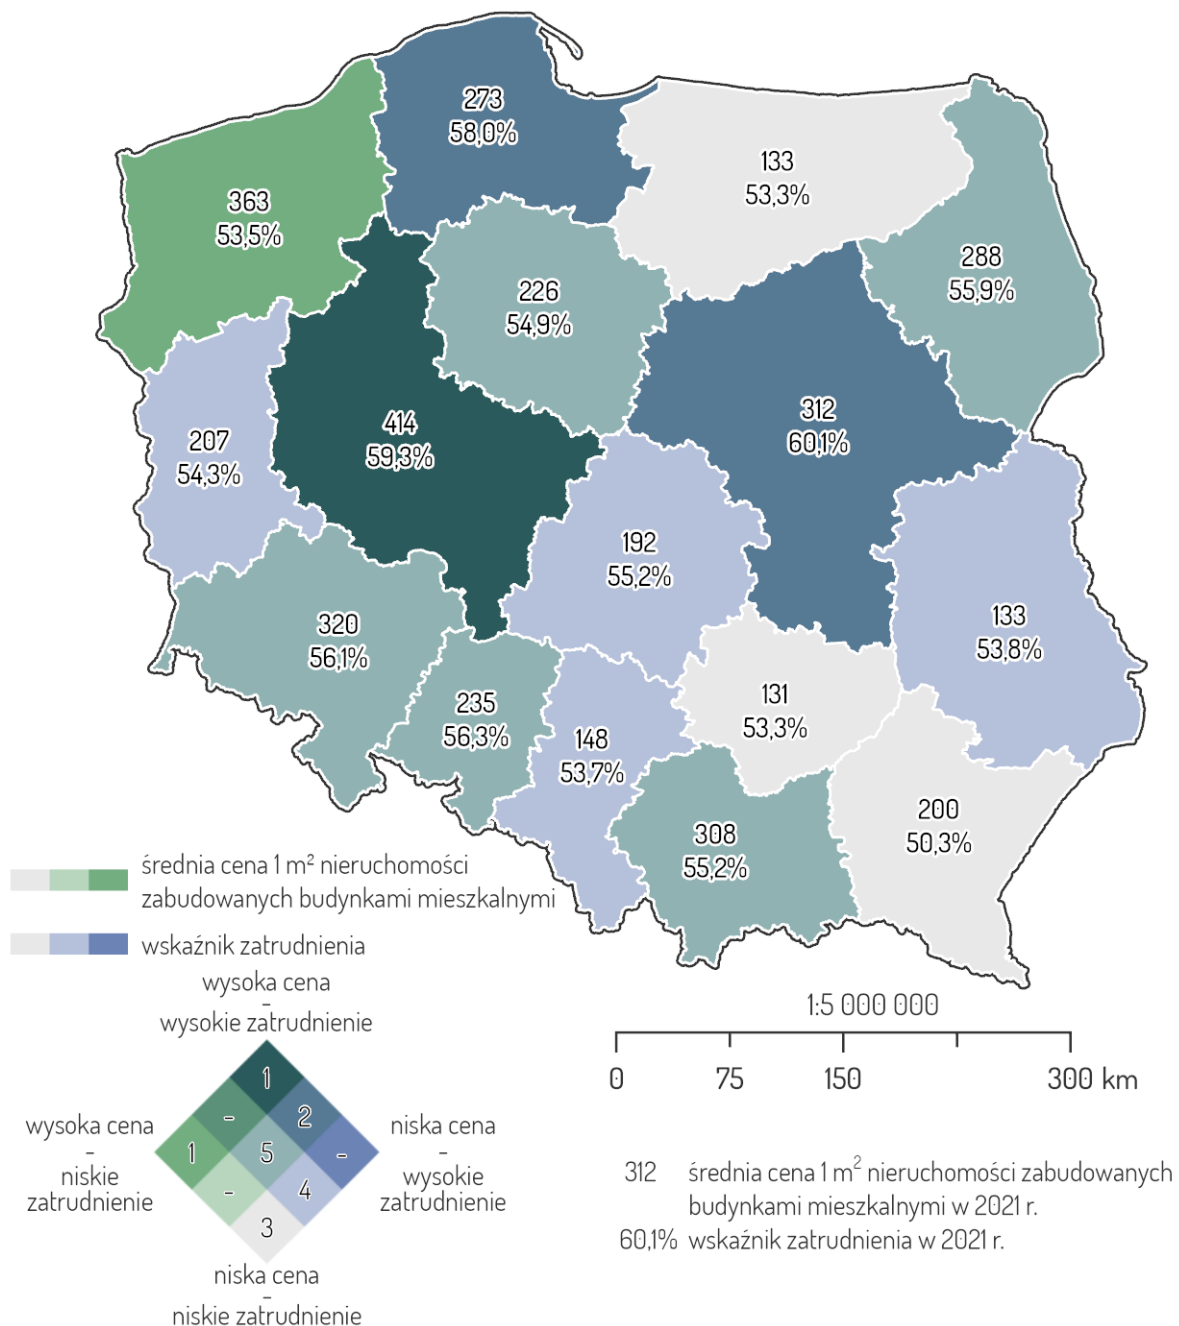 273
58,0%
133
53,3%
363
53,5%
288
55,9%
226
54,9%
312
60,1%
414
59,3%
207
54,3%
192
55,2%
133
53,8%
320
56,1%
235
56,3%
131
53,3%
148
53,7%
200
50,3%
308
55,2%
średnia cena 1 m² nieruchomości
zabudowanych budynkami mieszkalnymi
wskaźnik zatrudnienia
wysoka cena
-
wysokie zatrudnienie
1
-
2
wysoka cena
-
niskie
zatrudnienie
1
5
-
niska cena
-
wysokie
zatrudnienie
-
4
3
niska cena
-
niskie zatrudnienie
1:5 000 000
0 75 150 300 km
312 średnia cena 1 m² nieruchomości zabudowanych
budynkami mieszkalnymi w 2021 r.
60,1% wskaźnik zatrudnienia w 2021 r.